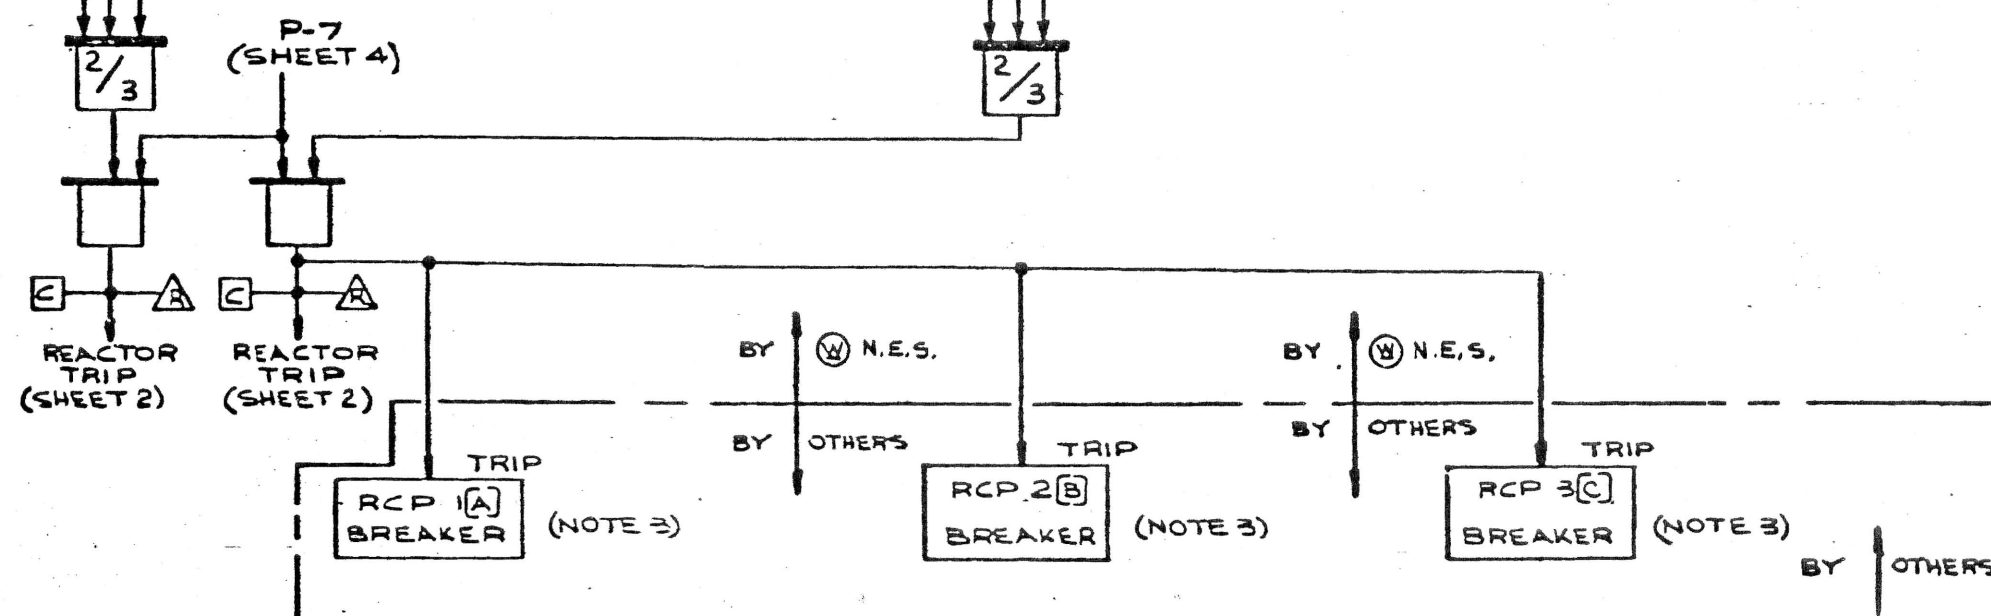 P-7
(SHEET 4)
2/3
2/3
C
C
R
REACTOR
TRIP
(SHEET 2)
REACTOR
TRIP
(SHEET 2)
BY W N.E.S.
BY OTHERS
BY W N.E.S.
BY OTHERS
TRIP
RCP 1[A]
BREAKER
(NOTE 3)
TRIP
RCP 2[B]
BREAKER
(NOTE 3)
TRIP
RCP 3[C]
BREAKER
(NOTE 3)
BY OTHERS